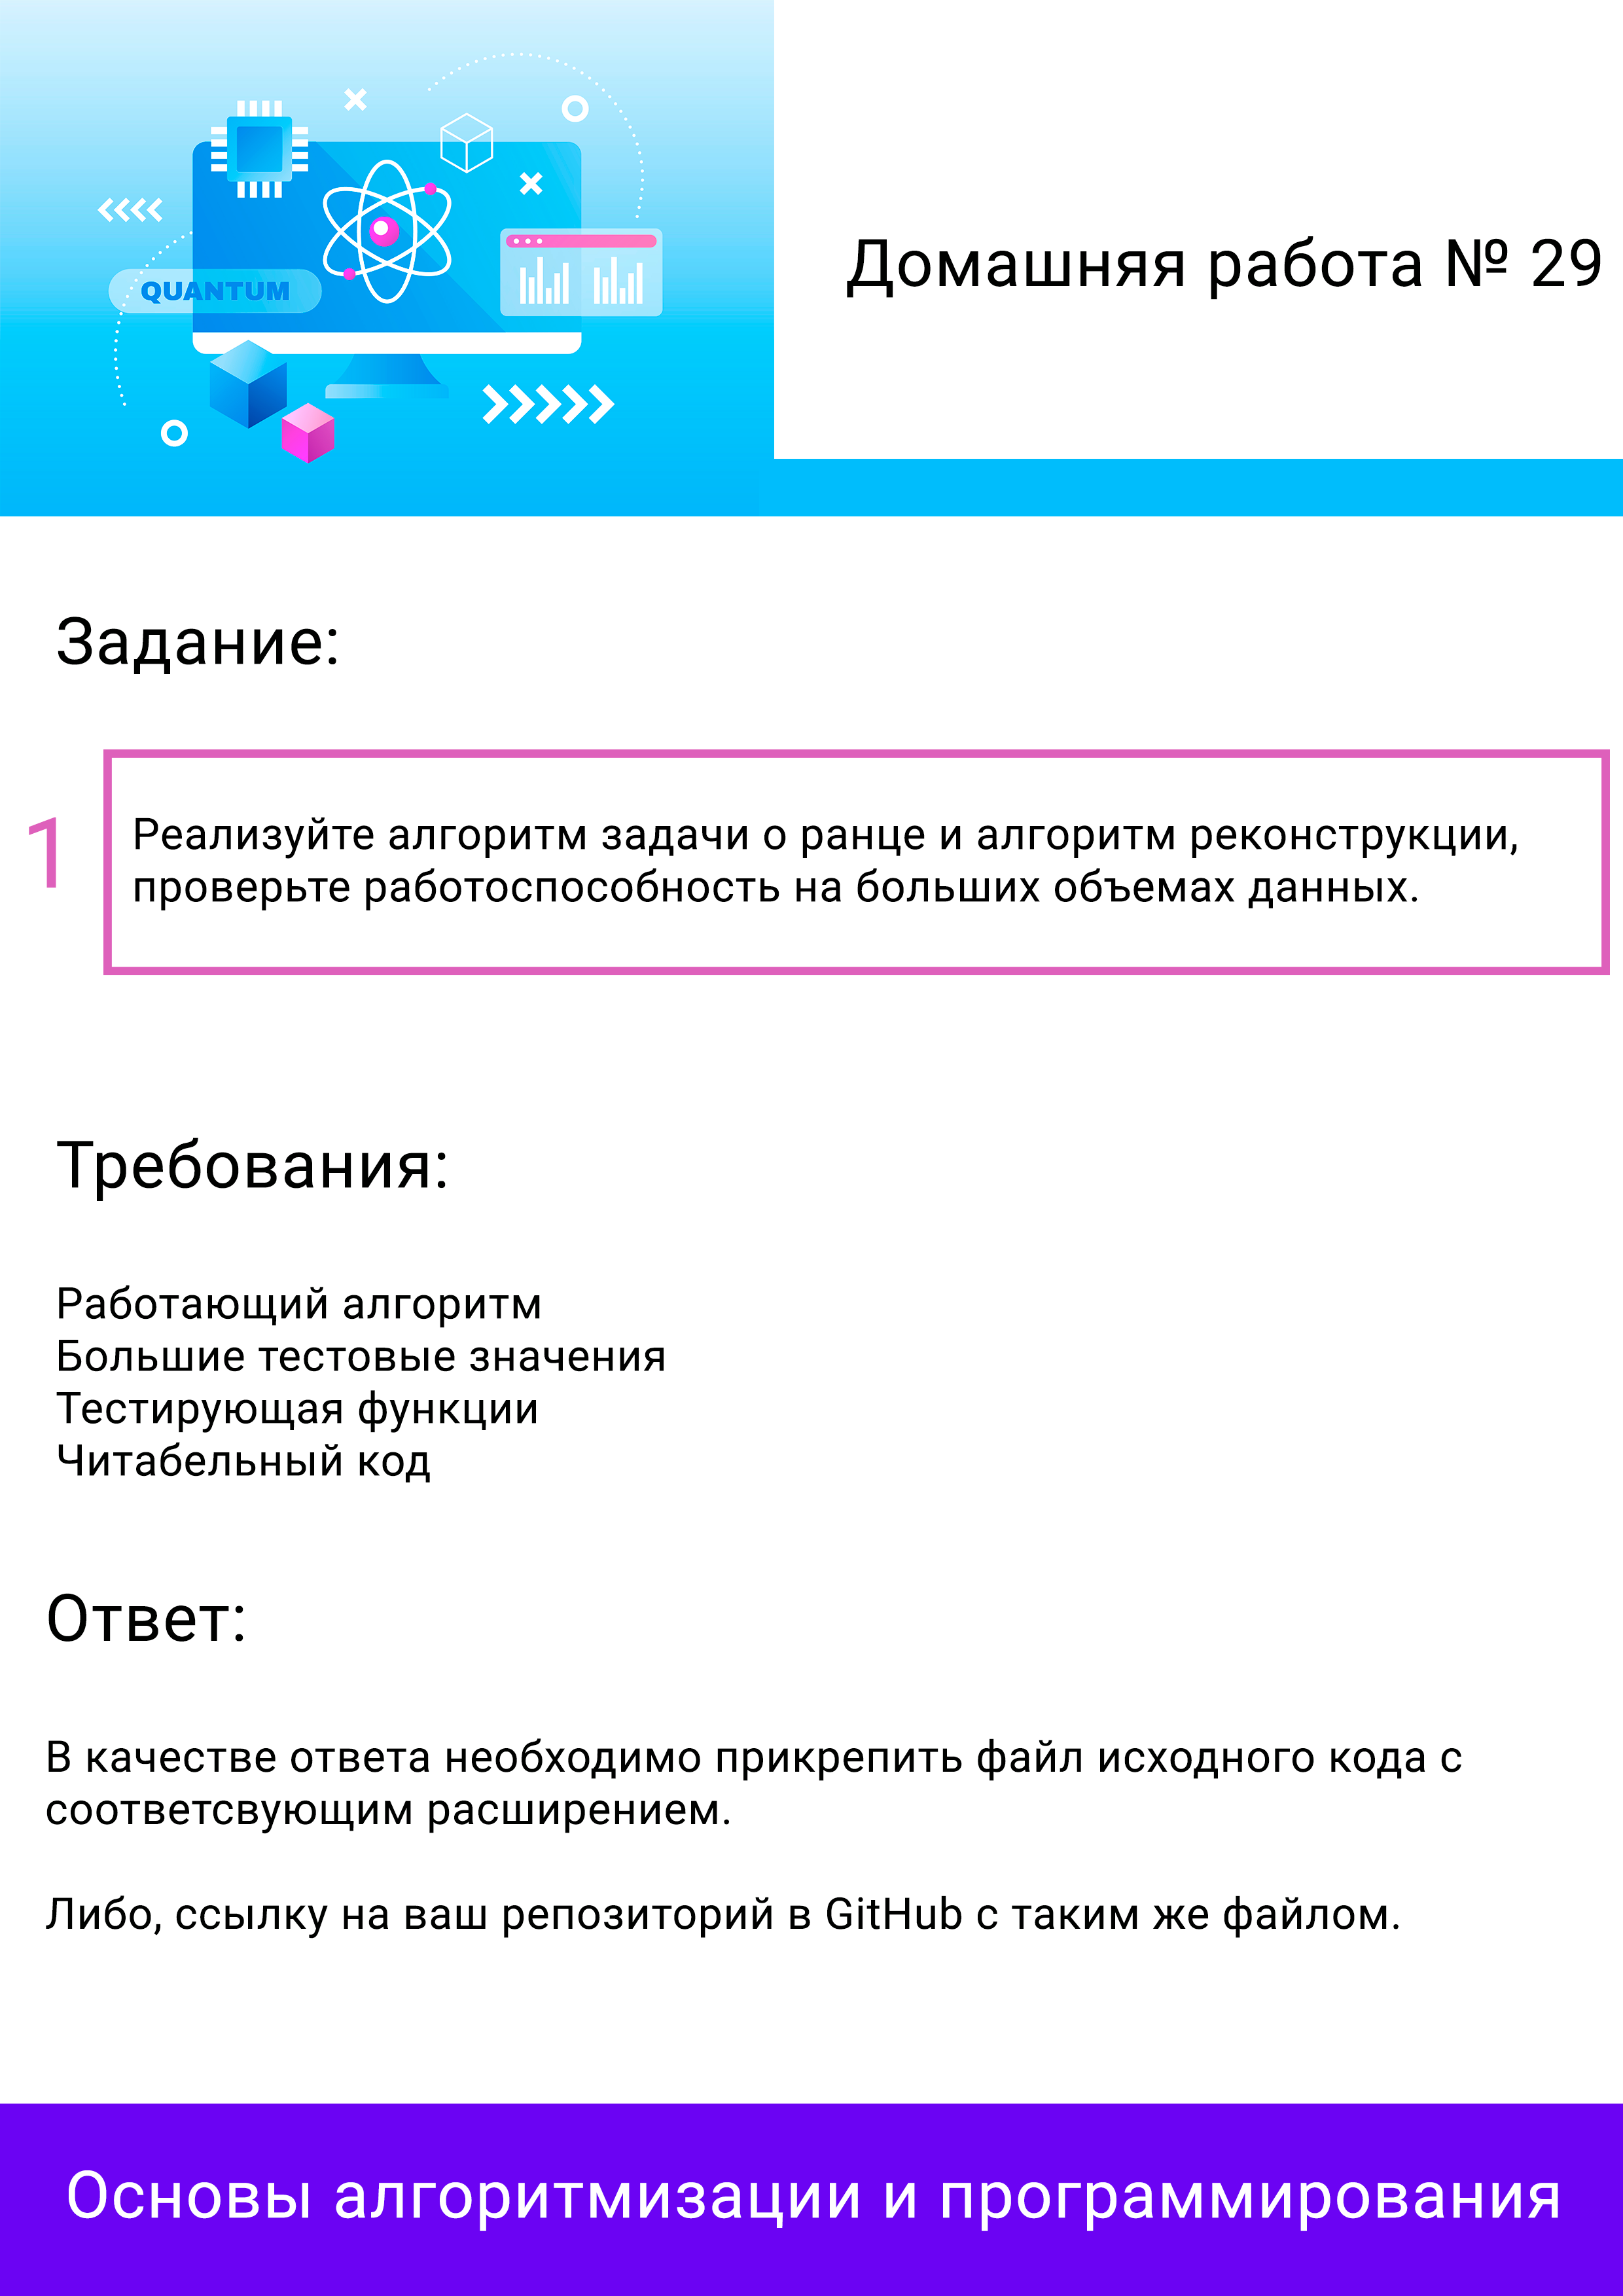 QUANTUM
Домашняя работа № 29
Задание:
1
Реализуйте алгоритм задачи о ранце и алгоритм реконструкции,
проверьте работоспособность на больших объемах данных.
Требования:
Работающий алгоритм
Большие тестовые значения
Тестирующая функции
Читабельный код
Ответ:
В качестве ответа необходимо прикрепить файл исходного кода с
соответсвующим расширением.
Либо, ссылку на ваш репозиторий в GitHub с таким же файлом.
Основы алгоритмизации и программирования